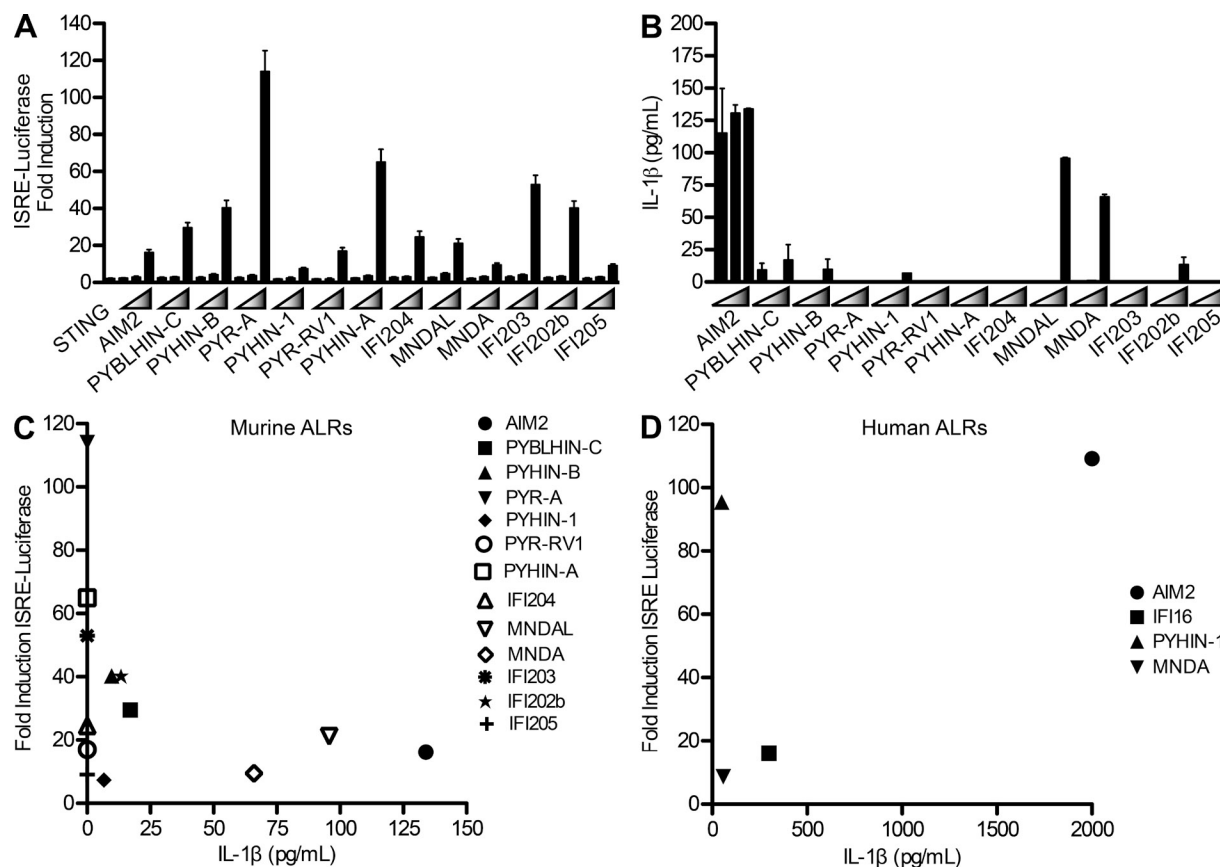 A
ISRE-Luciferase
Fold Induction
140
120
100
80
60
40
20
0
STING
AIM2
PYBLHIN-C
PYHIN-B
PYR-A
PYHIN-1
PYR-RV1
PYHIN-A
IFI204
MNDAL
MNDA
IFI203
IFI202b
IFI205
B
IL-1β (pg/mL)
200
175
150
125
100
75
50
25
0
AIM2
PYBLHIN-C
PYHIN-B
PYR-A
PYHIN-1
PYR-RV1
PYHIN-A
IFI204
MNDAL
MNDA
IFI203
IFI202b
IFI205
C
Murine ALRs
Fold Induction ISRE-Luciferase
120
100
80
60
40
20
0
0 25 50 75 100 125 150
IL-1β (pg/mL)
AIM2
PYBLHIN-C
PYHIN-B
PYR-A
PYHIN-1
PYR-RV1
PYHIN-A
IFI204
MNDAL
MNDA
IFI203
IFI202b
IFI205
D
Human ALRs
Fold Induction ISRE Luciferase
120
100
80
60
40
20
0
0 500 1000 1500 2000
IL-1β (pg/mL)
AIM2
IFI16
PYHIN-1
MNDA